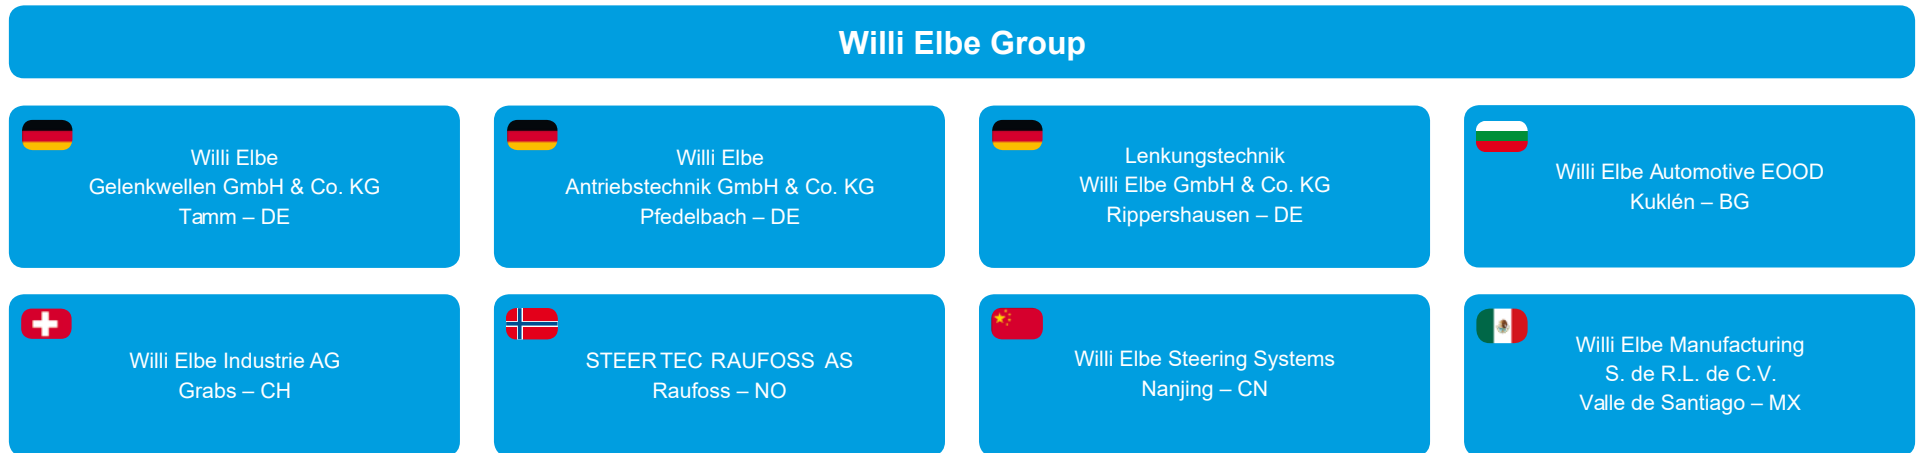 Willi Elbe Group
Willi Elbe
Gelenkwellen GmbH & Co. KG
Tamm – DE
Willi Elbe
Antriebstechnik GmbH & Co. KG
Pfedelbach – DE
Lenkungstechnik
Willi Elbe GmbH & Co. KG
Rippershausen – DE
Willi Elbe Automotive EOOD
Kuklén – BG
Willi Elbe Industrie AG
Grabs – CH
STEERTEC RAUFOSS AS
Raufoss – NO
Willi Elbe Steering Systems
Nanjing – CN
Willi Elbe Manufacturing
S. de R.L. de C.V.
Valle de Santiago – MX